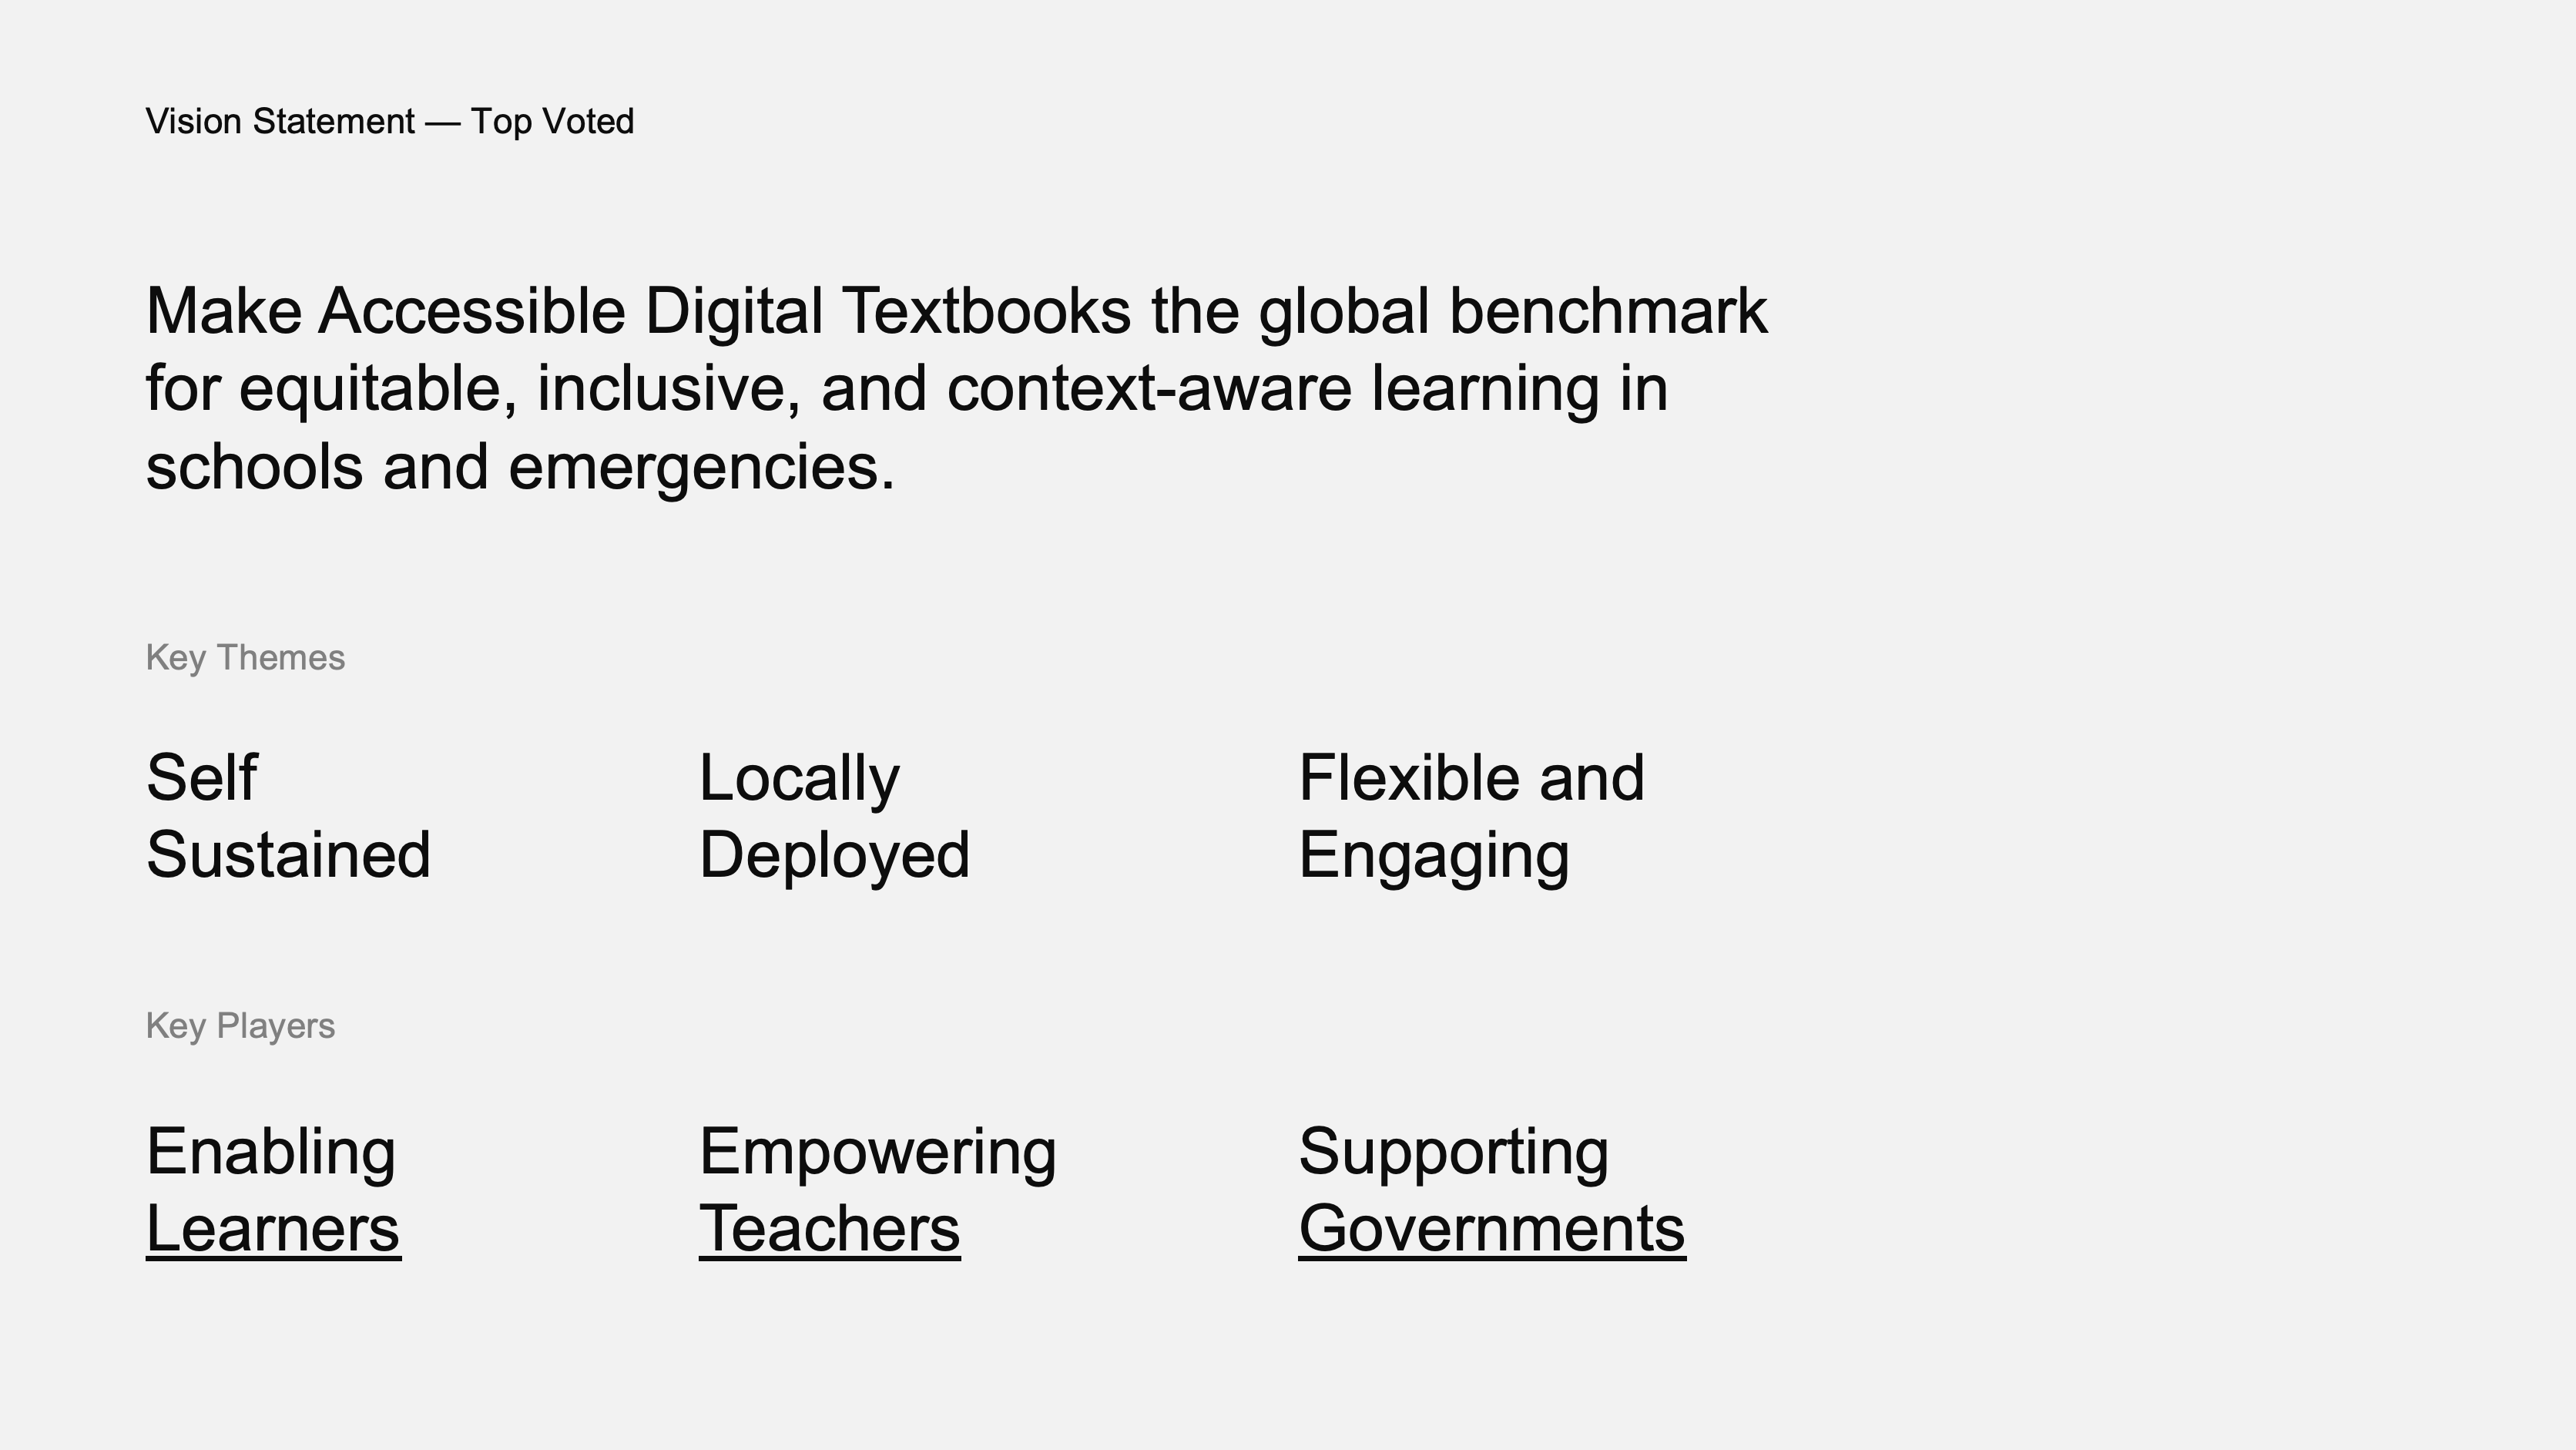 Vision Statement — Top Voted
Make Accessible Digital Textbooks the global benchmark
for equitable, inclusive, and context-aware learning in
schools and emergencies.
Key Themes
Self
Sustained
Locally
Deployed
Flexible and
Engaging
Key Players
Enabling
Learners
Empowering
Teachers
Supporting
Governments